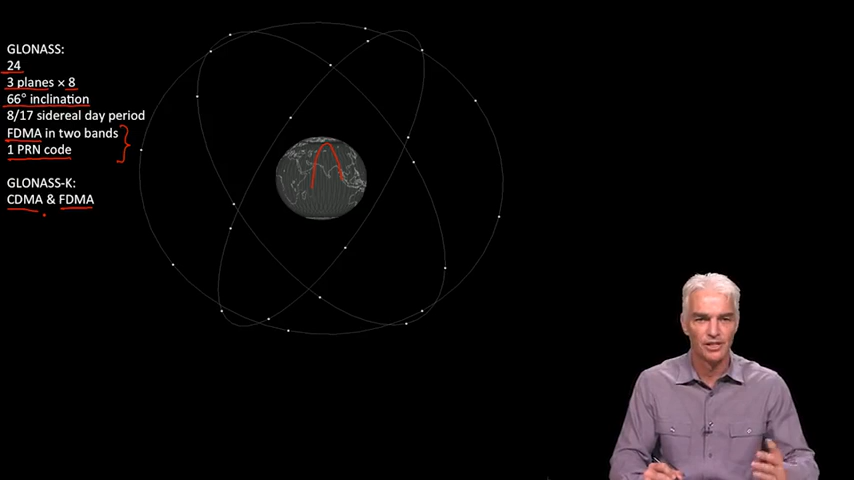 GLONASS:
24
3 planes × 8
66° inclination
8/17 sidereal day period
FDMA in two bands
1 PRN code
GLONASS-K:
CDMA & FDMA